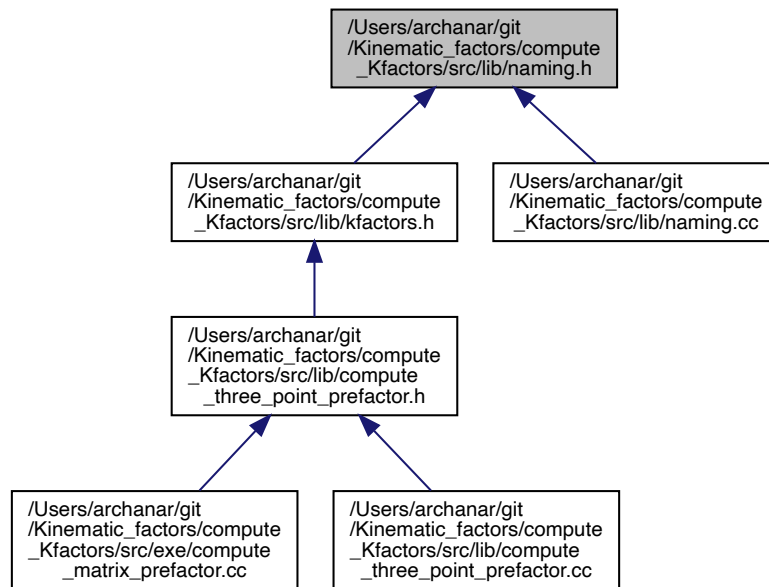 /Users/archanar/git
/Kinematic_factors/compute
_Kfactors/src/lib/naming.h
/Users/archanar/git
/Kinematic_factors/compute
_Kfactors/src/lib/kfactors.h
/Users/archanar/git
/Kinematic_factors/compute
_Kfactors/src/lib/naming.cc
/Users/archanar/git
/Kinematic_factors/compute
_Kfactors/src/lib/compute
_three_point_prefactor.h
/Users/archanar/git
/Kinematic_factors/compute
_Kfactors/src/exe/compute
_matrix_prefactor.cc
/Users/archanar/git
/Kinematic_factors/compute
_Kfactors/src/lib/compute
_three_point_prefactor.cc